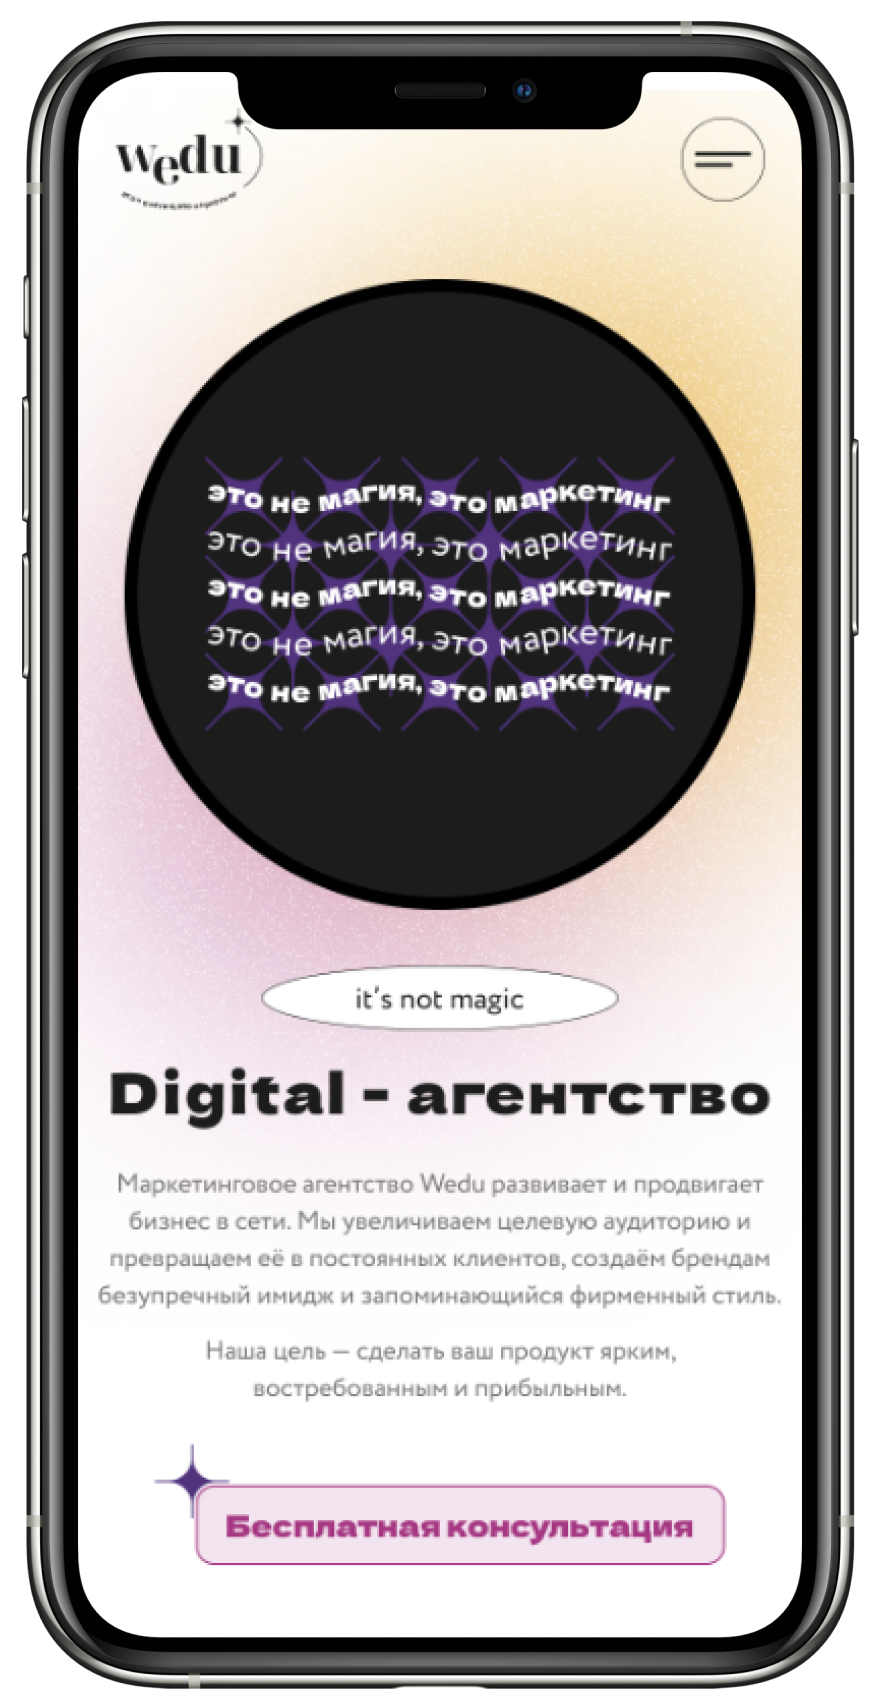 wedu
это не магия, это маркетинг
это не магия, это маркетинг
это не магия, это маркетинг
это не магия, это маркетинг
это не магия, это маркетинг
it's not magic
Digital - агентство
Маркетинговое агентство Wedu развивает и продвигает
бизнес в сети. Мы увеличиваем целевую аудиторию и
превращаем её в постоянных клиентов, создаём брендам
безупречный имидж и запоминающийся фирменный стиль.
Наша цель — сделать ваш продукт ярким,
востребованным и прибыльным.
Бесплатная консультация